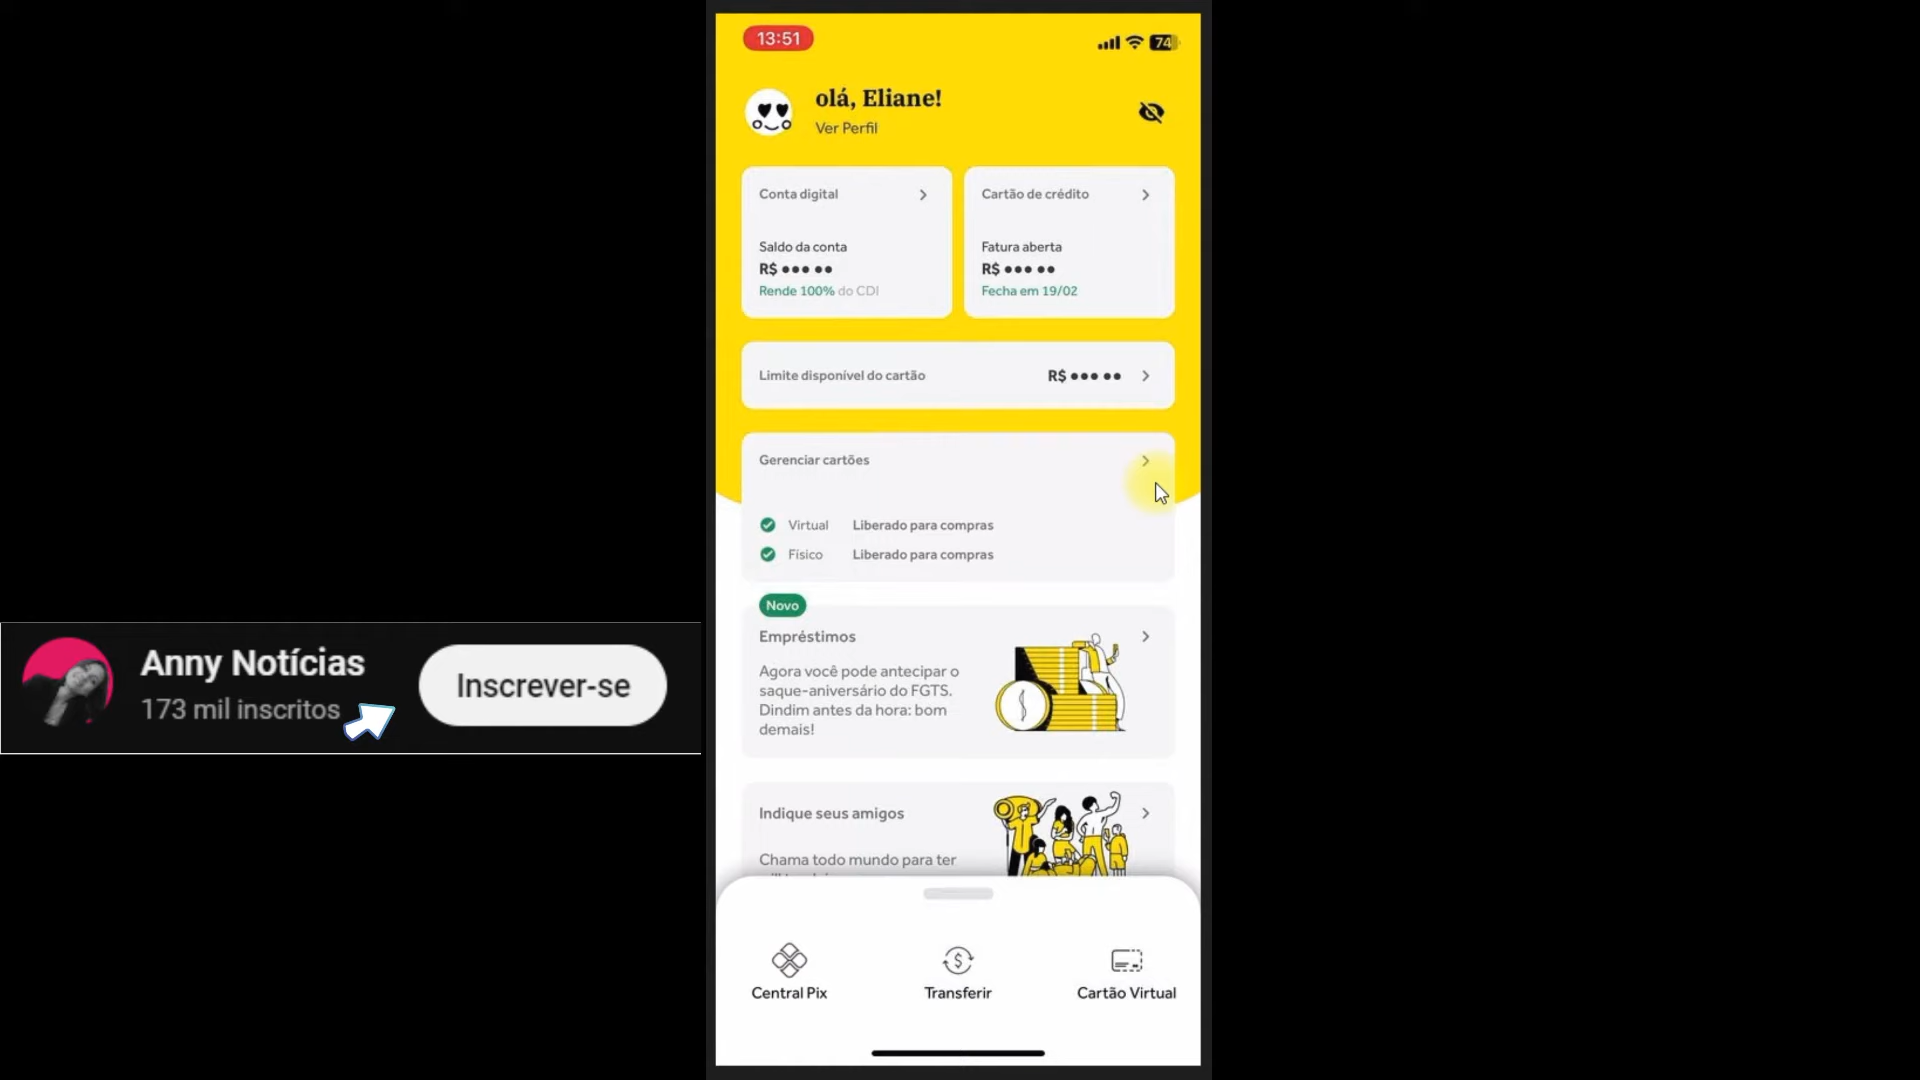 13:51
74
olá, Eliane!
Ver Perfil
Conta digital
Saldo da conta
R$ ••• ••
Rende 100% do CDI
Cartão de crédito
Fatura aberta
R$ ••• ••
Fecha em 19/02
Limite disponível do cartão
R$ ••• ••
Gerenciar cartões
Virtual Liberado para compras
Físico Liberado para compras
Novo
Empréstimos
Agora você pode antecipar o
saque-aniversário do FGTS.
Dindim antes da hora: bom
demais!
Indique seus amigos
Chama todo mundo para ter
Central Pix
Transferir
Cartão Virtual
Anny Notícias
173 mil inscritos
Inscrever-se